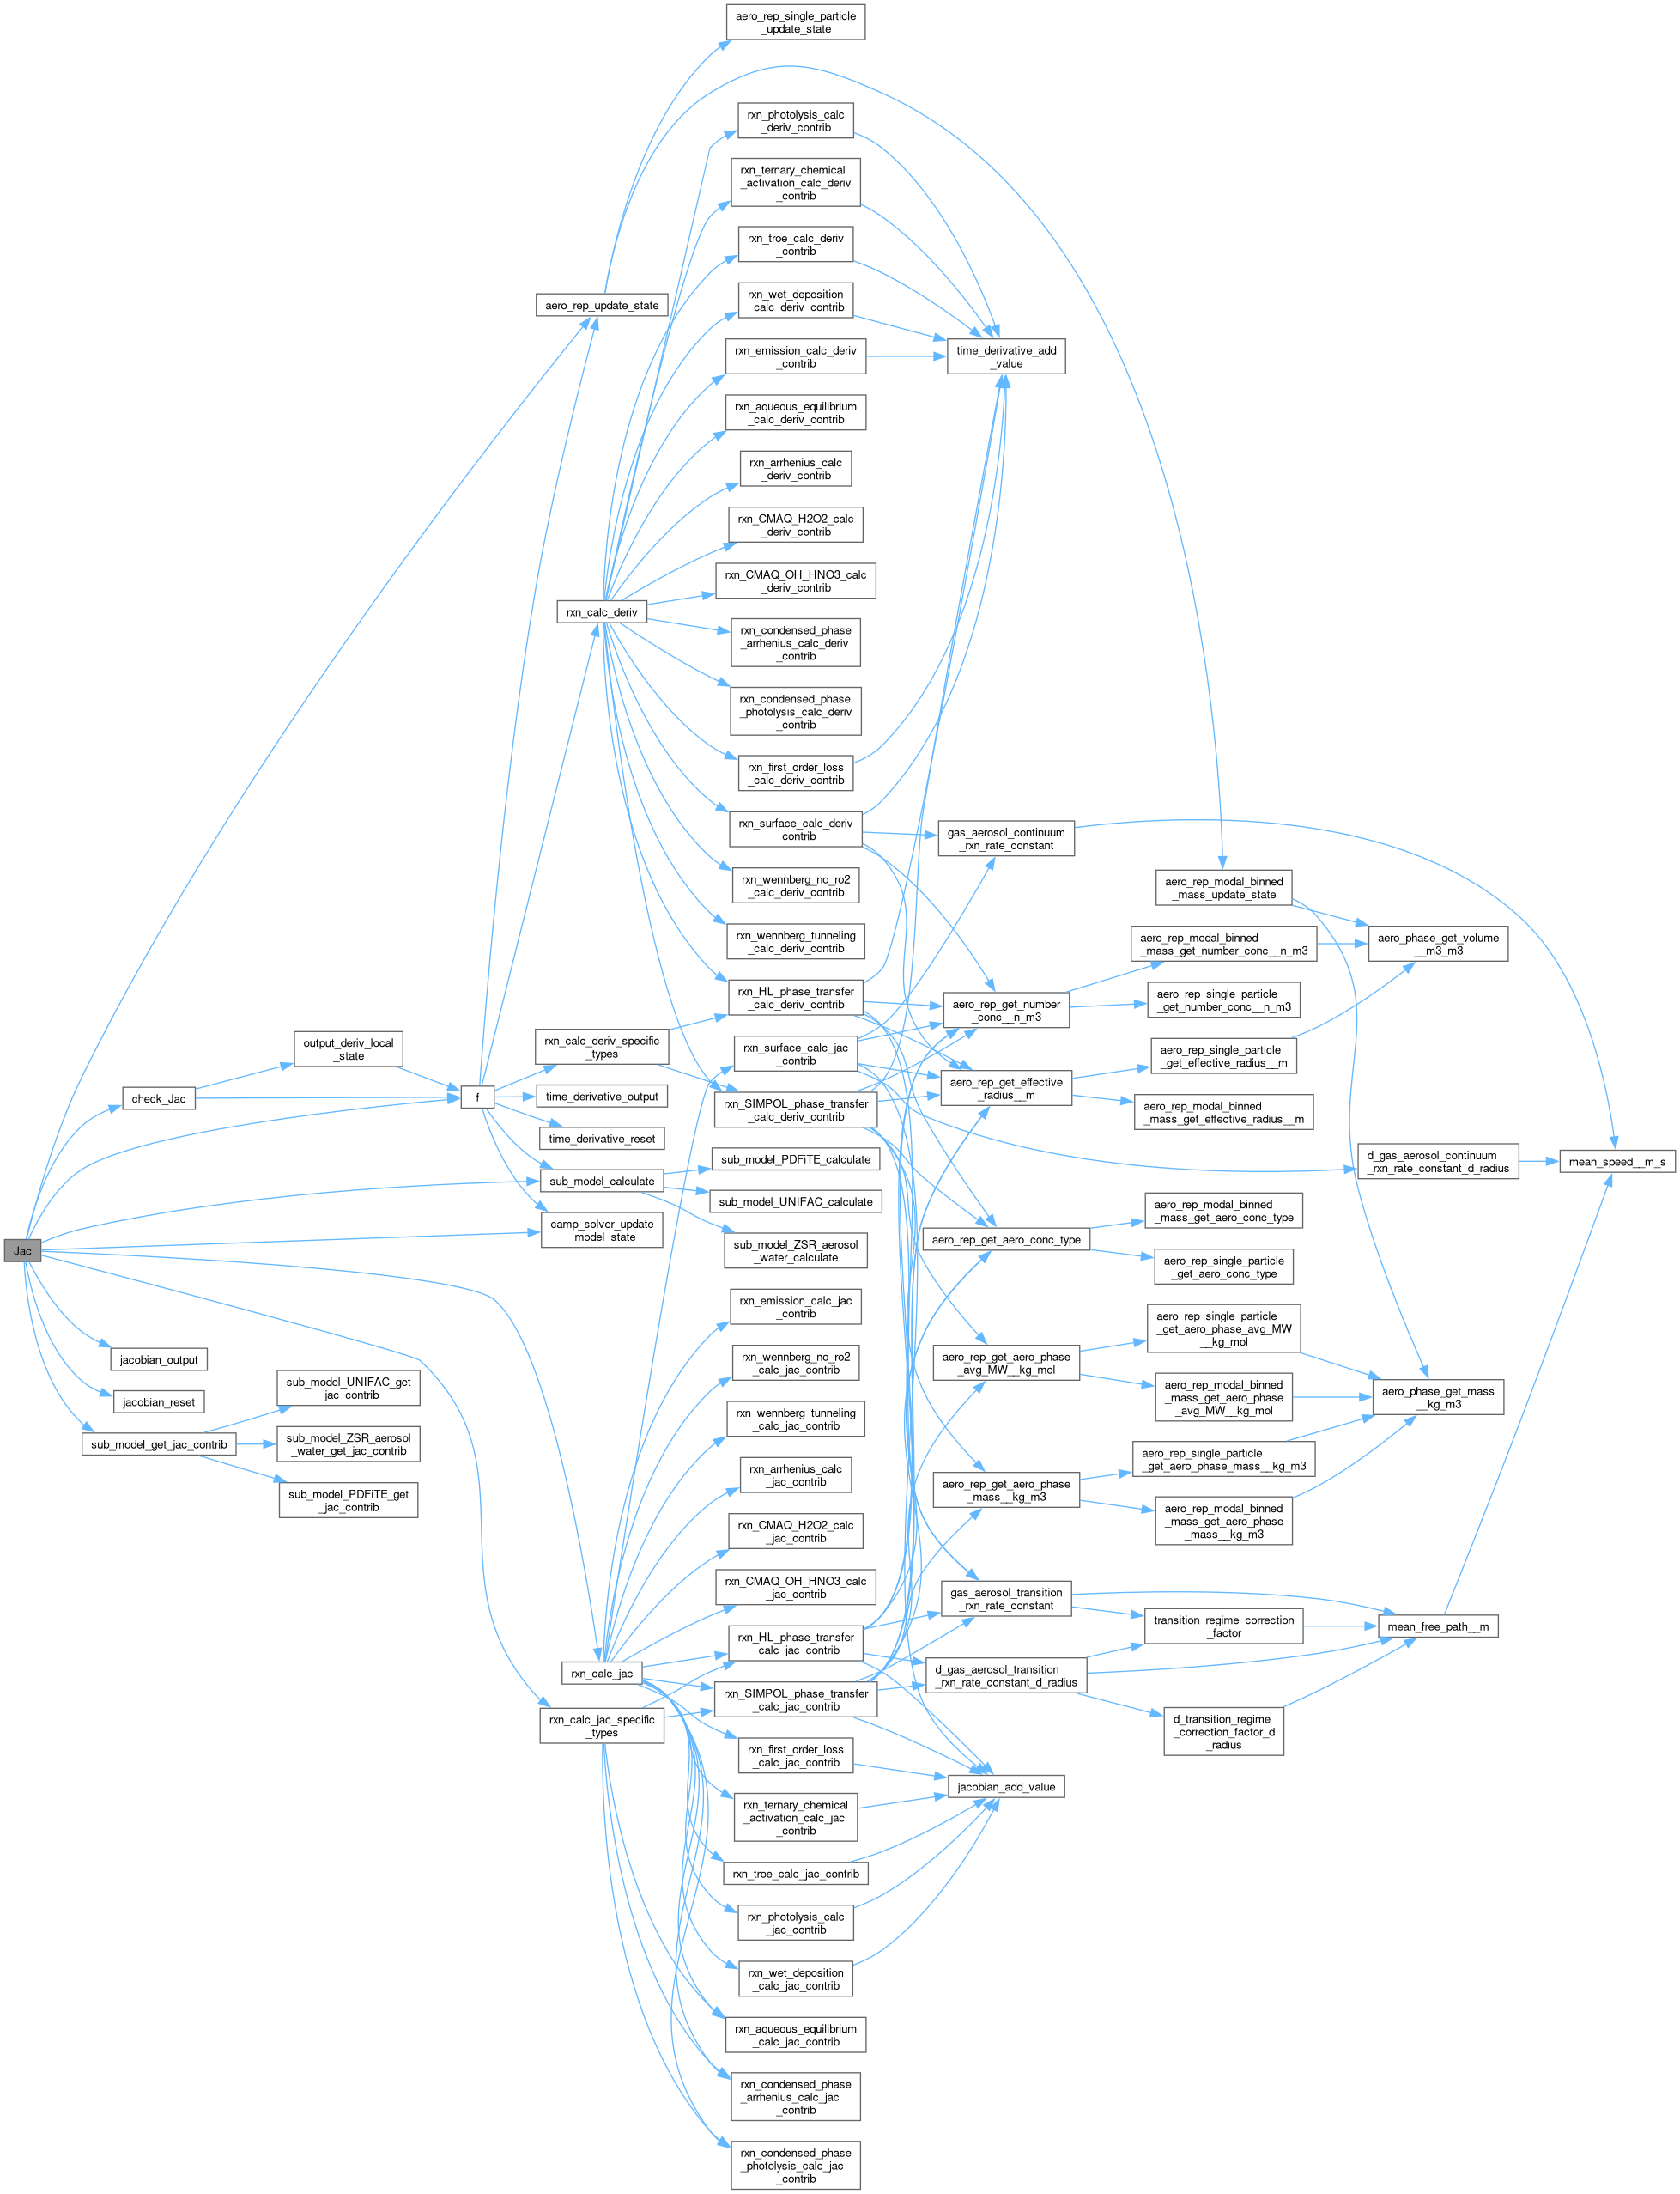 Jac
aero_rep_update_state
aero_rep_single_particle
_update_state
aero_rep_modal_binned
_mass_update_state
aero_phase_get_volume
__m3_m3
aero_phase_get_mass
__kg_m3
camp_solver_update
_model_state
check_Jac
f
output_deriv_local
_state
rxn_calc_deriv
rxn_photolysis_calc
_deriv_contrib
rxn_ternary_chemical
_activation_calc_deriv
_contrib
rxn_troe_calc_deriv
_contrib
rxn_wet_deposition
_calc_deriv_contrib
rxn_emission_calc_deriv
_contrib
time_derivative_add
_value
rxn_aqueous_equilibrium
_calc_deriv_contrib
rxn_arrhenius_calc
_deriv_contrib
rxn_CMAQ_H2O2_calc
_deriv_contrib
rxn_CMAQ_OH_HNO3_calc
_deriv_contrib
rxn_condensed_phase
_arrhenius_calc_deriv
_contrib
rxn_condensed_phase
_photolysis_calc_deriv
_contrib
rxn_first_order_loss
_calc_deriv_contrib
rxn_surface_calc_deriv
_contrib
rxn_wennberg_no_ro2
_calc_deriv_contrib
rxn_wennberg_tunneling
_calc_deriv_contrib
rxn_HL_phase_transfer
_calc_deriv_contrib
rxn_SIMPOL_phase_transfer
_calc_deriv_contrib
rxn_calc_deriv_specific
_types
time_derivative_output
time_derivative_reset
sub_model_calculate
sub_model_PDFiTE_calculate
sub_model_UNIFAC_calculate
sub_model_ZSR_aerosol
_water_calculate
gas_aerosol_continuum
_rxn_rate_constant
aero_rep_get_number
_conc__n_m3
aero_rep_modal_binned
_mass_get_number_conc__n_m3
aero_rep_single_particle
_get_number_conc__n_m3
aero_rep_get_effective
_radius__m
aero_rep_single_particle
_get_effective_radius__m
aero_rep_modal_binned
_mass_get_effective_radius__m
d_gas_aerosol_continuum
_rxn_rate_constant_d_radius
mean_speed__m_s
aero_rep_get_aero_conc_type
aero_rep_modal_binned
_mass_get_aero_conc_type
aero_rep_single_particle
_get_aero_conc_type
aero_rep_get_aero_phase
_avg_MW__kg_mol
aero_rep_single_particle
_get_aero_phase_avg_MW
__kg_mol
aero_rep_modal_binned
_mass_get_aero_phase
_avg_MW__kg_mol
aero_rep_get_aero_phase
_mass__kg_m3
aero_rep_single_particle
_get_aero_phase_mass__kg_m3
aero_rep_modal_binned
_mass_get_aero_phase
_mass__kg_m3
gas_aerosol_transition
_rxn_rate_constant
transition_regime_correction
_factor
mean_free_path__m
d_gas_aerosol_transition
_rxn_rate_constant_d_radius
d_transition_regime
_correction_factor_d
_radius
jacobian_add_value
jacobian_output
jacobian_reset
sub_model_get_jac_contrib
sub_model_UNIFAC_get
_jac_contrib
sub_model_ZSR_aerosol
_water_get_jac_contrib
sub_model_PDFiTE_get
_jac_contrib
rxn_calc_jac
rxn_calc_jac_specific
_types
rxn_surface_calc_jac
_contrib
rxn_emission_calc_jac
_contrib
rxn_wennberg_no_ro2
_calc_jac_contrib
rxn_wennberg_tunneling
_calc_jac_contrib
rxn_arrhenius_calc
_jac_contrib
rxn_CMAQ_H2O2_calc
_jac_contrib
rxn_CMAQ_OH_HNO3_calc
_jac_contrib
rxn_HL_phase_transfer
_calc_jac_contrib
rxn_SIMPOL_phase_transfer
_calc_jac_contrib
rxn_first_order_loss
_calc_jac_contrib
rxn_ternary_chemical
_activation_calc_jac
_contrib
rxn_troe_calc_jac_contrib
rxn_photolysis_calc
_jac_contrib
rxn_wet_deposition
_calc_jac_contrib
rxn_aqueous_equilibrium
_calc_jac_contrib
rxn_condensed_phase
_arrhenius_calc_jac
_contrib
rxn_condensed_phase
_photolysis_calc_jac
_contrib